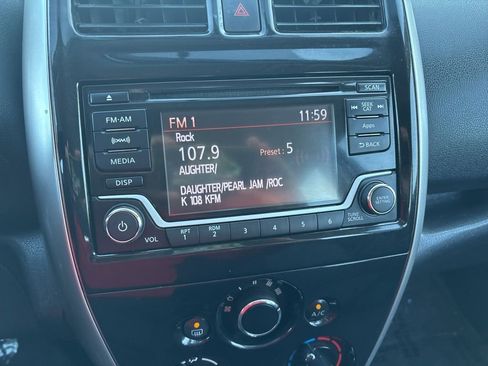 SCAN
FM 1
11:59
FM·AM
Rock
SEEK
CAT
107.9
Preset: 5
Apps
MEDIA
AUGHTER/
BACK
DISP
DAUGHTER/PEARL JAM /ROC
K 108 KFM
ENTER
SETTING
VOL
RPT
1
RDM
2
3
4
5
6
TUNE
SCROLL
A/C